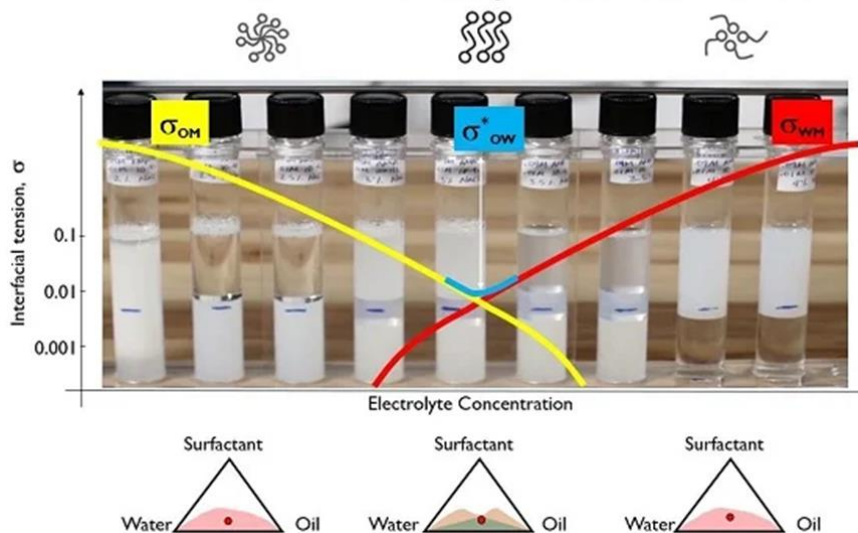 σOM
σ*OW
σWM
Interfacial tension, σ
0.1
0.01
0.001
Electrolyte Concentration
Surfactant
Water
Oil
Surfactant
Water
Oil
Surfactant
Water
Oil